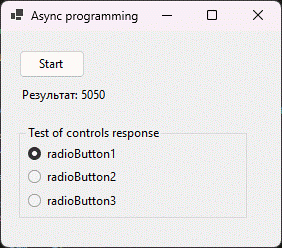 Async programming
Start
Результат: 5050
Test of controls response
radioButton1
radioButton2
radioButton3